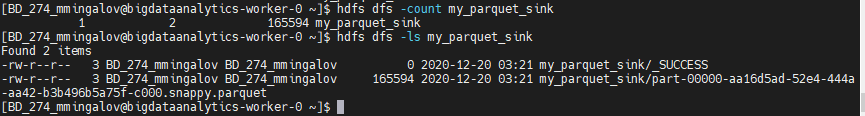 [BD_274_mmingalov@bigdataanalytics-worker-0 ~]$ hdfs dfs -count my_parquet_sink
           1            2             165594 my_parquet_sink
[BD_274_mmingalov@bigdataanalytics-worker-0 ~]$ hdfs dfs -ls my_parquet_sink
Found 2 items
-rw-r--r--   3 BD_274_mmingalov BD_274_mmingalov          0 2020-12-20 03:21 my_parquet_sink/_SUCCESS
-rw-r--r--   3 BD_274_mmingalov BD_274_mmingalov     165594 2020-12-20 03:21 my_parquet_sink/part-00000-aa16d5ad-52e4-444a
-aa42-b3b496b5a75f-c000.snappy.parquet
[BD_274_mmingalov@bigdataanalytics-worker-0 ~]$